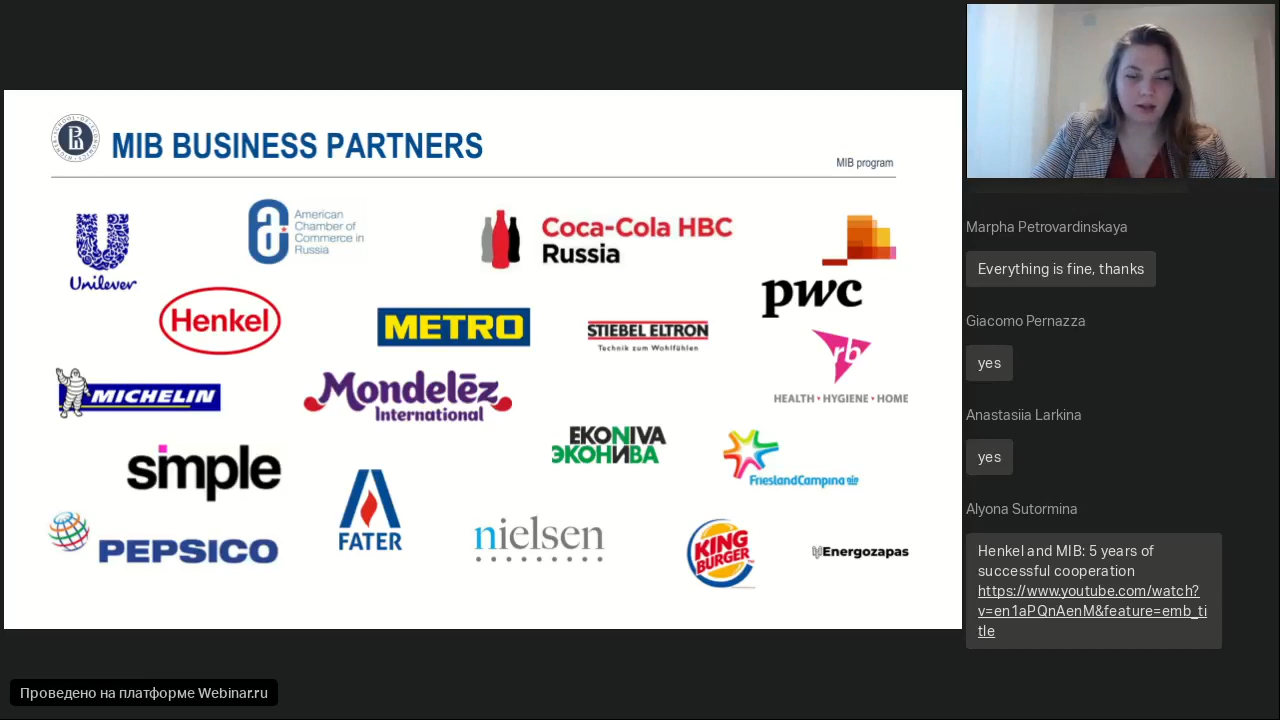 MIB BUSINESS PARTNERS
MIB program
Unilever
American
Chamber of
Commerce in
Russia
Coca-Cola HBC
Russia
pwc
Henkel
METRO
STIEBEL ELTRON
Technik zum Wohlfühlen
rb
HEALTH • HYGIENE • HOME
MICHELIN
Mondelēz
International
simple
EKONIVA
ЭКОНИВА
FrieslandCampina
FATER
PEPSICO
nielsen
BURGER
KING
Energozapas
Marpha Petrovardinskaya
Everything is fine, thanks
Giacomo Pernazza
yes
Anastasiia Larkina
yes
Alyona Sutormina
Henkel and MIB: 5 years of
successful cooperation
https://www.youtube.com/watch?
v=en1aPQnAenM&feature=emb_ti
tle
Проведено на платформе Webinar.ru